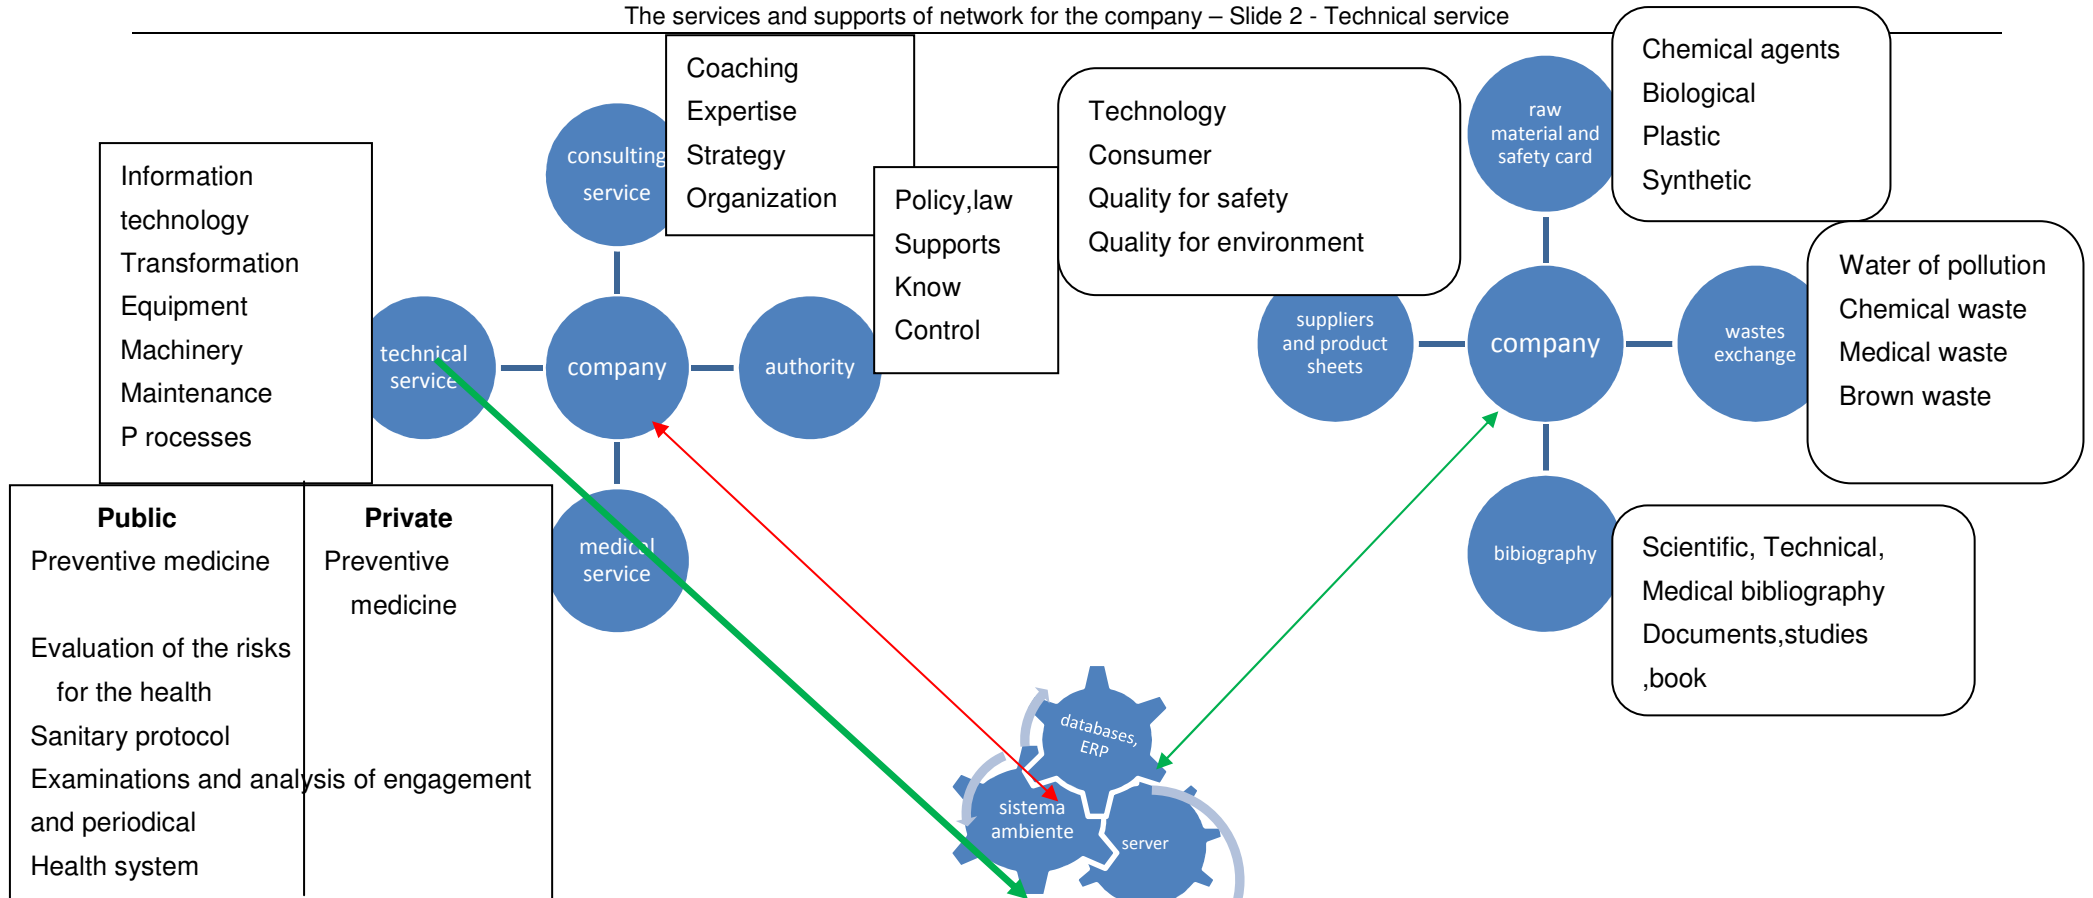 The services and supports of network for the company – Slide 2 - Technical service
Coaching
Expertise
Strategy
Organization
consulting
service
Information
technology
Transformation
Equipment
Machinery
Maintenance
P rocesses
technical
service
company
authority
Policy,law
Supports
Know
Control
Public
Preventive medicine
Evaluation of the risks
for the health
Sanitary protocol
Examinations and analysis of engagement
and periodical
Health system
Private
Preventive
medicine
medical
service
Technology
Consumer
Quality for safety
Quality for environment
raw
material and
safety card
Chemical agents
Biological
Plastic
Synthetic
suppliers
and product
sheets
company
wastes
exchange
Water of pollution
Chemical waste
Medical waste
Brown waste
bibiography
Scientific, Technical,
Medical bibliography
Documents,studies
,book
databases,
ERP
sistema
ambiente
server